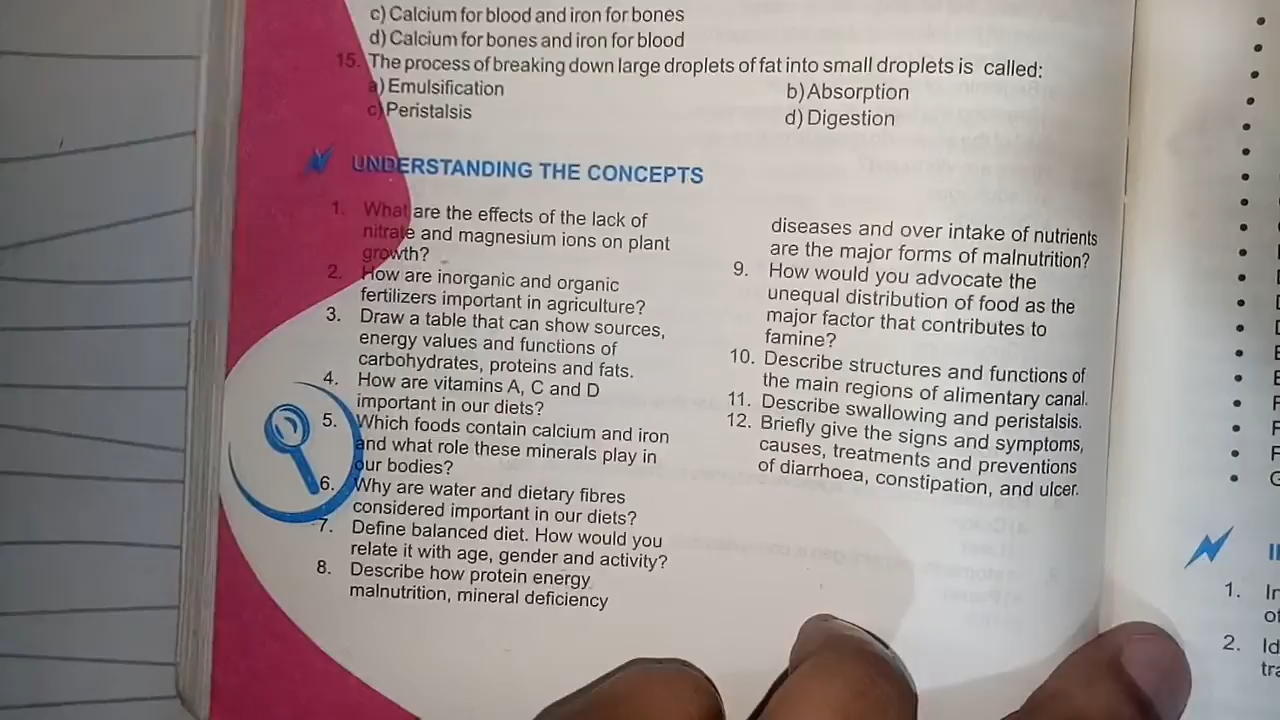 c) Calcium for blood and iron for bones
d) Calcium for bones and iron for blood
15. The process of breaking down large droplets of fat into small droplets is called:
a) Emulsification
b) Absorption
c) Peristalsis
d) Digestion
UNDERSTANDING THE CONCEPTS
1. What are the effects of the lack of
nitrate and magnesium ions on plant
growth?
2. How are inorganic and organic
fertilizers important in agriculture?
3. Draw a table that can show sources,
energy values and functions of
carbohydrates, proteins and fats.
4. How are vitamins A, C and D
important in our diets?
5. Which foods contain calcium and iron
and what role these minerals play in
our bodies?
6. Why are water and dietary fibres
considered important in our diets?
7. Define balanced diet. How would you
relate it with age, gender and activity?
8. Describe how protein energy
malnutrition, mineral deficiency
diseases and over intake of nutrients
are the major forms of malnutrition?
9. How would you advocate the
unequal distribution of food as the
major factor that contributes to
famine?
10. Describe structures and functions of
the main regions of alimentary canal.
11. Describe swallowing and peristalsis.
12. Briefly give the signs and symptoms,
causes, treatments and preventions
of diarrhoea, constipation, and ulcer.
1.
2.